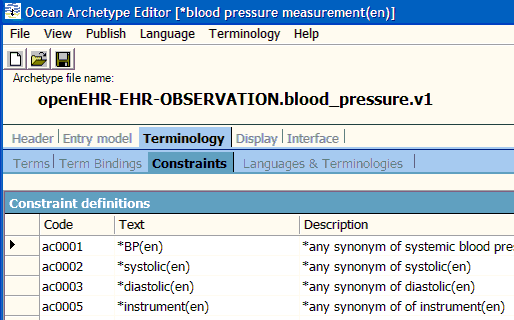 Ocean Archetype Editor [*blood pressure measurement(en)]
File View Publish Language Terminology Help
Archetype file name:
openEHR-EHR-OBSERVATION.blood_pressure.v1
Header Entry model Terminology Display Interface
Terms Term Bindings Constraints Languages & Terminologies
Constraint definitions
Code Text Description
ac0001 *BP(en) *any synonym of systemic blood pre
ac0002 *systolic(en) *any synonym of systolic(en)
ac0003 *diastolic(en) *any synonym of diastolic(en)
ac0005 *instrument(en) *any synonym of of instrument(en)